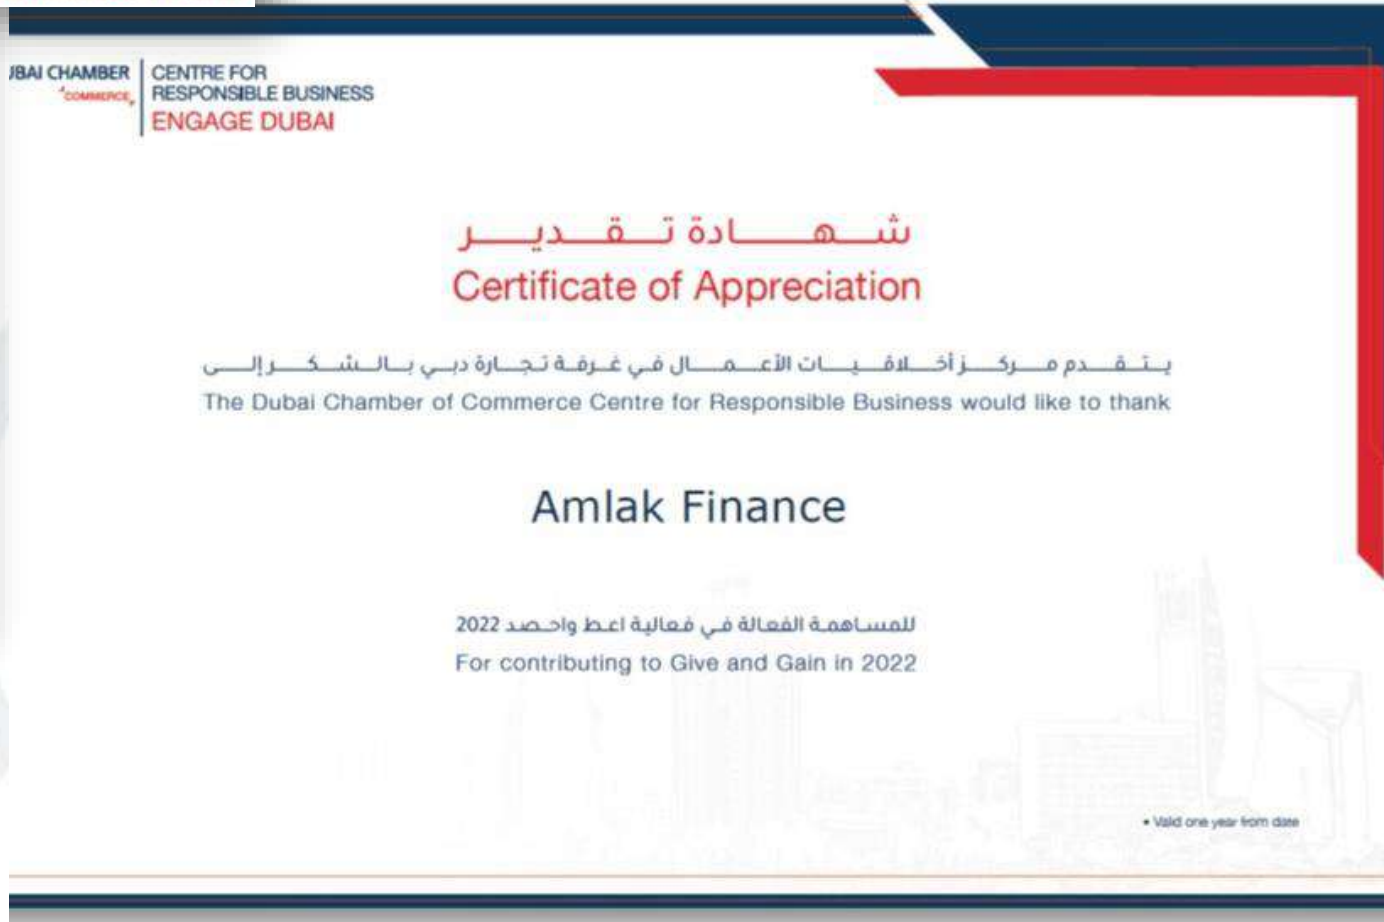 UBAI CHAMBER
COMMERCE
CENTRE FOR
RESPONSIBLE BUSINESS
ENGAGE DUBAI
شهادة تقدير
Certificate of Appreciation
يتقدم مركز أخلاقيات الأعمال في غرفة تجارة دبي بالشكر إلى
The Dubai Chamber of Commerce Centre for Responsible Business would like to thank
Amlak Finance
للمساهمة الفعالة في فعالية اعط واحصد 2022
For contributing to Give and Gain in 2022
• Valid one year from date